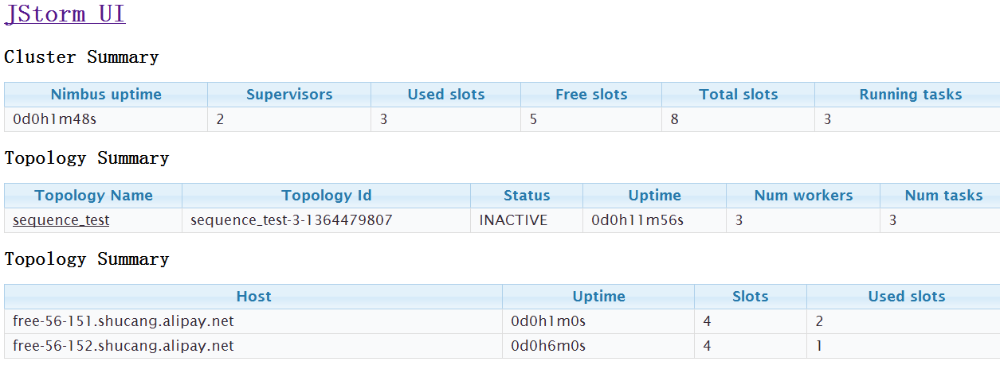 JStorm UI
Cluster Summary
Nimbus uptime Supervisors Used slots Free slots Total slots Running tasks
0d0h1m48s 2 3 5 8 3
Topology Summary
Topology Name Topology Id Status Uptime Num workers Num tasks
sequence_test sequence_test-3-1364479807 INACTIVE 0d0h11m56s 3 3
Topology Summary
Host Uptime Slots Used slots
free-56-151.shucang.alipay.net 0d0h1m0s 4 2
free-56-152.shucang.alipay.net 0d0h6m0s 4 1